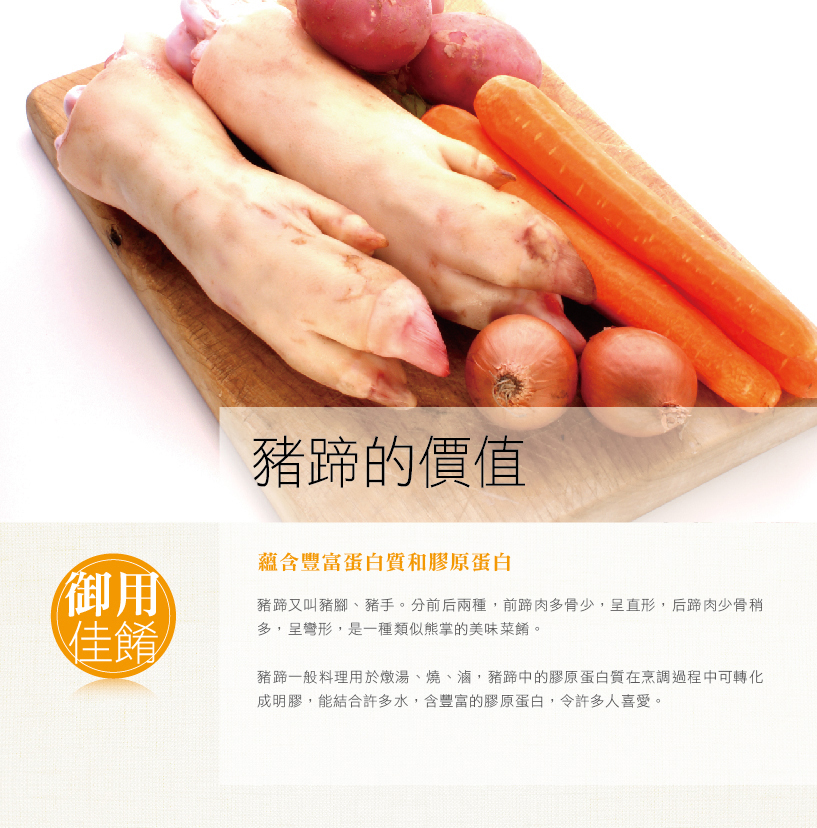 豬蹄的價值
御用
佳餚
蘊含豐富蛋白質和膠原蛋白
豬蹄又叫豬腳、豬手。分前后兩種，前蹄肉多骨少，呈直形，后蹄肉少骨稍
多，呈彎形，是一種類似熊掌的美味菜餚。
豬蹄一般料理用於燉湯、燒、滷，豬蹄中的膠原蛋白質在烹調過程中可轉化
成明膠，能結合許多水，含豐富的膠原蛋白，令許多人喜愛。